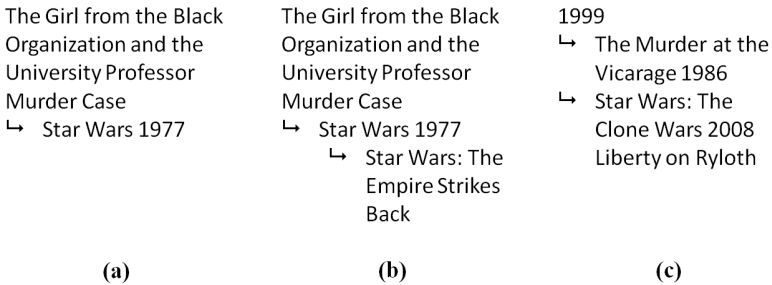 The Girl from the Black
Organization and the
University Professor
Murder Case
↳ Star Wars 1977
(a)
The Girl from the Black
Organization and the
University Professor
Murder Case
↳ Star Wars 1977
↳ Star Wars: The
Empire Strikes
Back
(b)
1999
↳ The Murder at the
Vicarage 1986
↳ Star Wars: The
Clone Wars 2008
Liberty on Ryloth
(c)